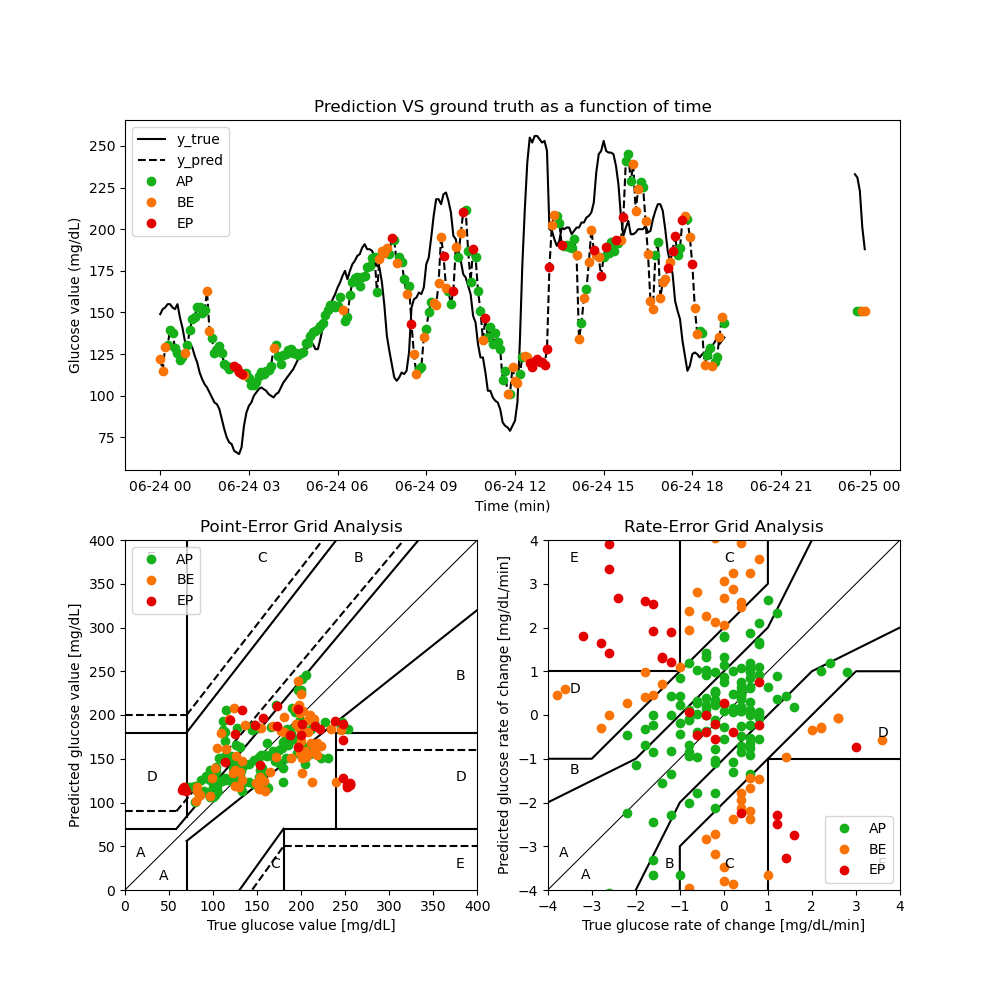 Prediction VS ground truth as a function of time
Glucose value (mg/dL)
250
225
200
175
150
125
100
75
y_true
y_pred
AP
BE
EP
06-24 00 06-24 03 06-24 06 06-24 09 06-24 12 06-24 15 06-24 18 06-24 21 06-25 00
Time (min)
Point-Error Grid Analysis
Predicted glucose value [mg/dL]
400
350
300
250
200
150
100
50
0
AP
BE
EP
E
C
B
B
D
D
A
A
C
E
0 50 100 150 200 250 300 350 400
True glucose value [mg/dL]
Rate-Error Grid Analysis
Predicted glucose rate of change [mg/dL/min]
4
3
2
1
0
−1
−2
−3
−4
E
C
D
D
B
A
A
B
C
E
AP
BE
EP
−4 −3 −2 −1 0 1 2 3 4
True glucose rate of change [mg/dL/min]